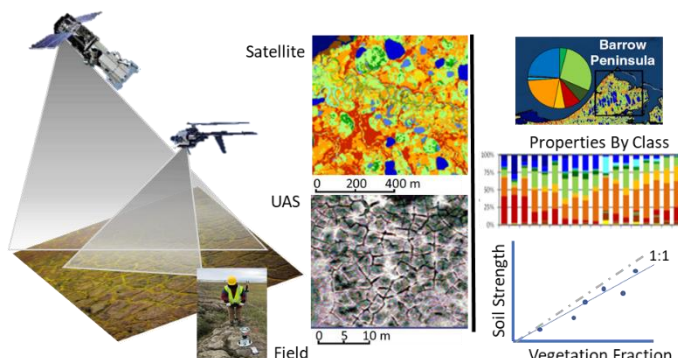 Satellite
0 200 400 m
UAS
0 5 10 m
Field
Barrow
Peninsula
Properties By Class
100%
75%
50%
25%
0%
Soil Strength
1:1
Vegetation Fraction